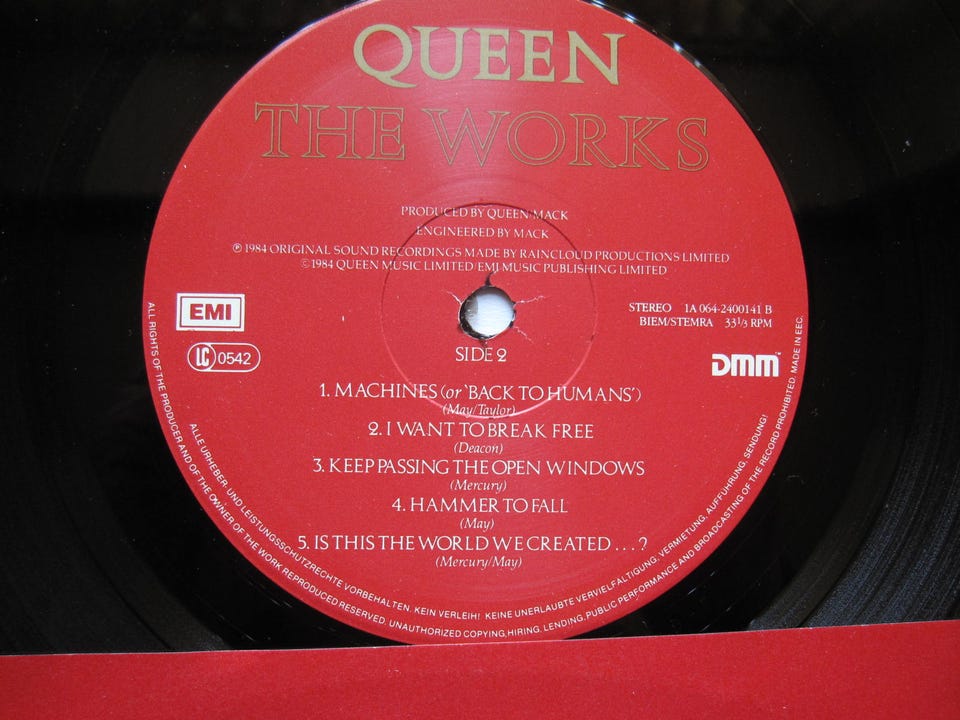 QUEEN
THE WORKS
PRODUCED BY QUEEN/MACK
ENGINEERED BY MACK
℗ 1984 ORIGINAL SOUND RECORDINGS MADE BY RAINCLOUD PRODUCTIONS LIMITED
© 1984 QUEEN MUSIC LIMITED/EMI MUSIC PUBLISHING LIMITED
EMI
LC 0542
STEREO 1A 064-2400141 B
BIEM/STEMRA 33 1/3 RPM
DMM™
SIDE 2
1. MACHINES (or 'BACK TO HUMANS')
(May/Taylor)
2. I WANT TO BREAK FREE
(Deacon)
3. KEEP PASSING THE OPEN WINDOWS
(Mercury)
4. HAMMER TO FALL
(May)
5. IS THIS THE WORLD WE CREATED...?
(Mercury/May)
ALLE URHEBER- UND LEISTUNGSSCHUTZRECHTE VORBEHALTEN. KEIN VERLEIH! KEINE UNERLAUBTE VERVIELFÄLTIGUNG, VERMIETUNG, AUFFÜHRUNG, SENDUNG!
ALL RIGHTS OF THE PRODUCER AND OF THE OWNER OF THE WORK REPRODUCED RESERVED. UNAUTHORIZED COPYING, HIRING, LENDING, PUBLIC PERFORMANCE AND BROADCASTING OF THE RECORD PROHIBITED. MADE IN EEC.